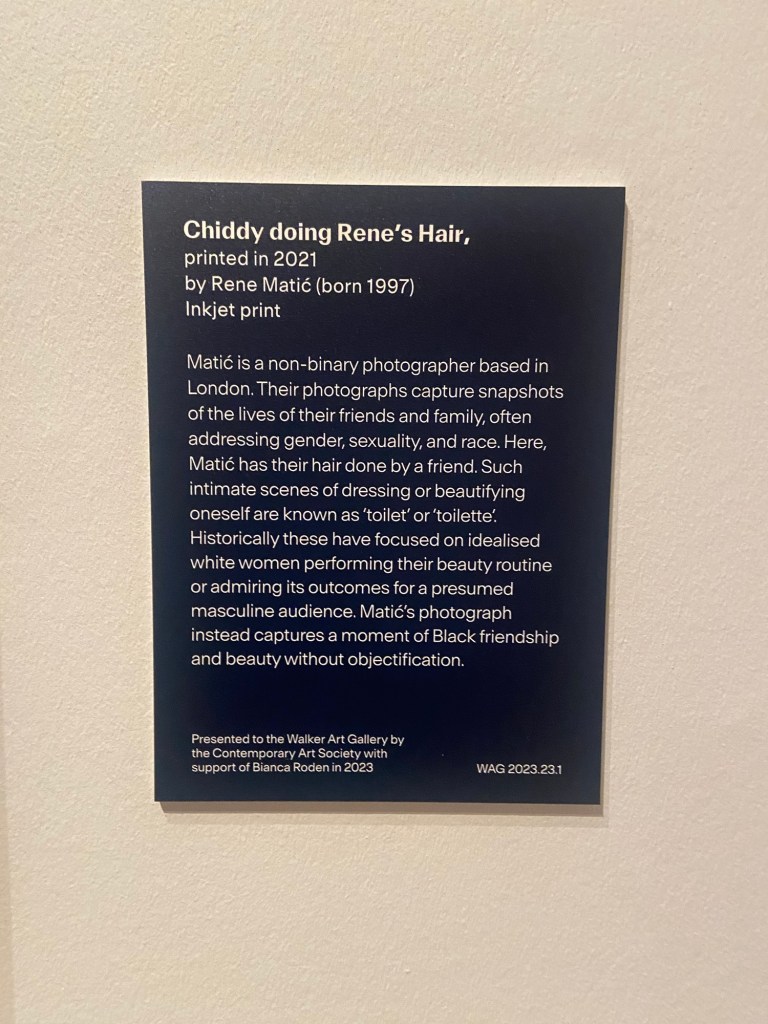 Chiddy doing Rene's Hair,
printed in 2021
by Rene Matić (born 1997)
Inkjet print
Matić is a non-binary photographer based in
London. Their photographs capture snapshots
of the lives of their friends and family, often
addressing gender, sexuality, and race. Here,
Matić has their hair done by a friend. Such
intimate scenes of dressing or beautifying
oneself are known as ‘toilet’ or ‘toilette’.
Historically these have focused on idealised
white women performing their beauty routine
or admiring its outcomes for a presumed
masculine audience. Matić’s photograph
instead captures a moment of Black friendship
and beauty without objectification.
Presented to the Walker Art Gallery by
the Contemporary Art Society with
support of Bianca Roden in 2023
WAG 2023.23.1